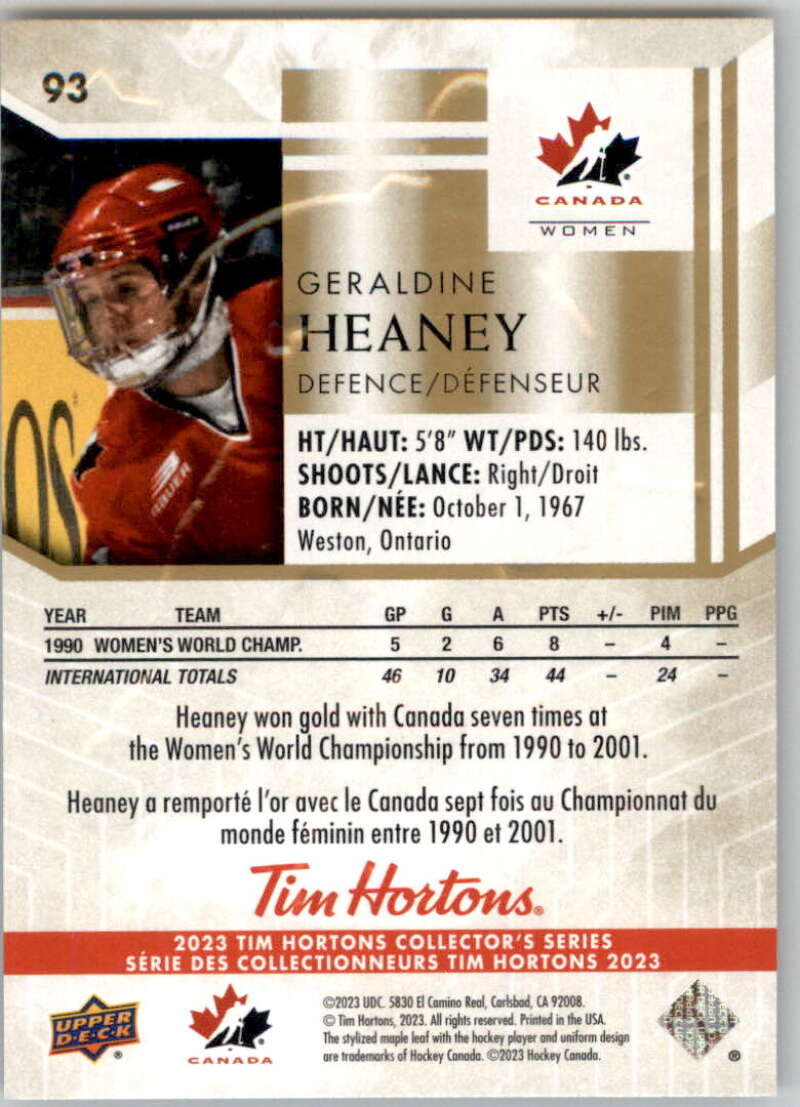 93
CANADA
WOMEN
GERALDINE
HEANEY
DEFENCE/DÉFENSEUR
HT/HAUT: 5'8" WT/PDS: 140 lbs.
SHOOTS/LANCE: Right/Droit
BORN/NÉE: October 1, 1967
Weston, Ontario
BAUER
OS
YEAR TEAM GP G A PTS +/- PIM PPG
1990 WOMEN'S WORLD CHAMP. 5 2 6 8 – 4 –
INTERNATIONAL TOTALS 46 10 34 44 – 24 –
Heaney won gold with Canada seven times at
the Women's World Championship from 1990 to 2001.
Heaney a remporté l'or avec le Canada sept fois au Championnat du
monde féminin entre 1990 et 2001.
Tim Hortons®
2023 TIM HORTONS COLLECTOR'S SERIES
SÉRIE DES COLLECTIONNEURS TIM HORTONS 2023
UPPER
DECK®
CANADA
©2023 UDC. 5830 El Camino Real, Carlsbad, CA 92008.
© Tim Hortons, 2023. All rights reserved. Printed in the USA.
The stylized maple leaf with the hockey player and uniform design
are trademarks of Hockey Canada. ©2023 Hockey Canada.
®